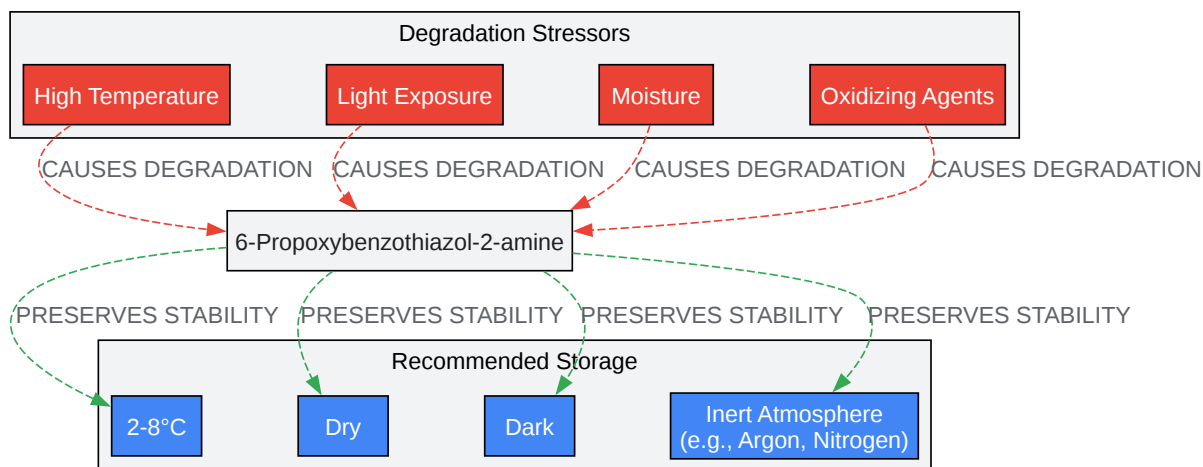 Degradation Stressors
High Temperature
Light Exposure
Moisture
Oxidizing Agents
CAUSES DEGRADATION
CAUSES DEGRADATION
CAUSES DEGRADATION
CAUSES DEGRADATION
6-Propoxybenzothiazol-2-amine
PRESERVES STABILITY
PRESERVES STABILITY
PRESERVES STABILITY
PRESERVES STABILITY
Recommended Storage
2-8°C
Dry
Dark
Inert Atmosphere
(e.g., Argon, Nitrogen)